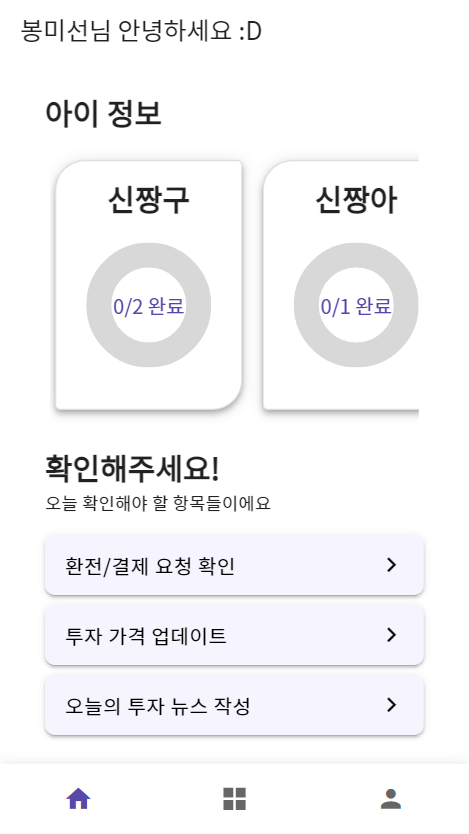 봉미선님 안녕하세요 :D
아이 정보
신짱구
신짱아
0/2 완료
0/1 완료
확인해주세요!
오늘 확인해야 할 항목들이에요
환전/결제 요청 확인
투자 가격 업데이트
오늘의 투자 뉴스 작성